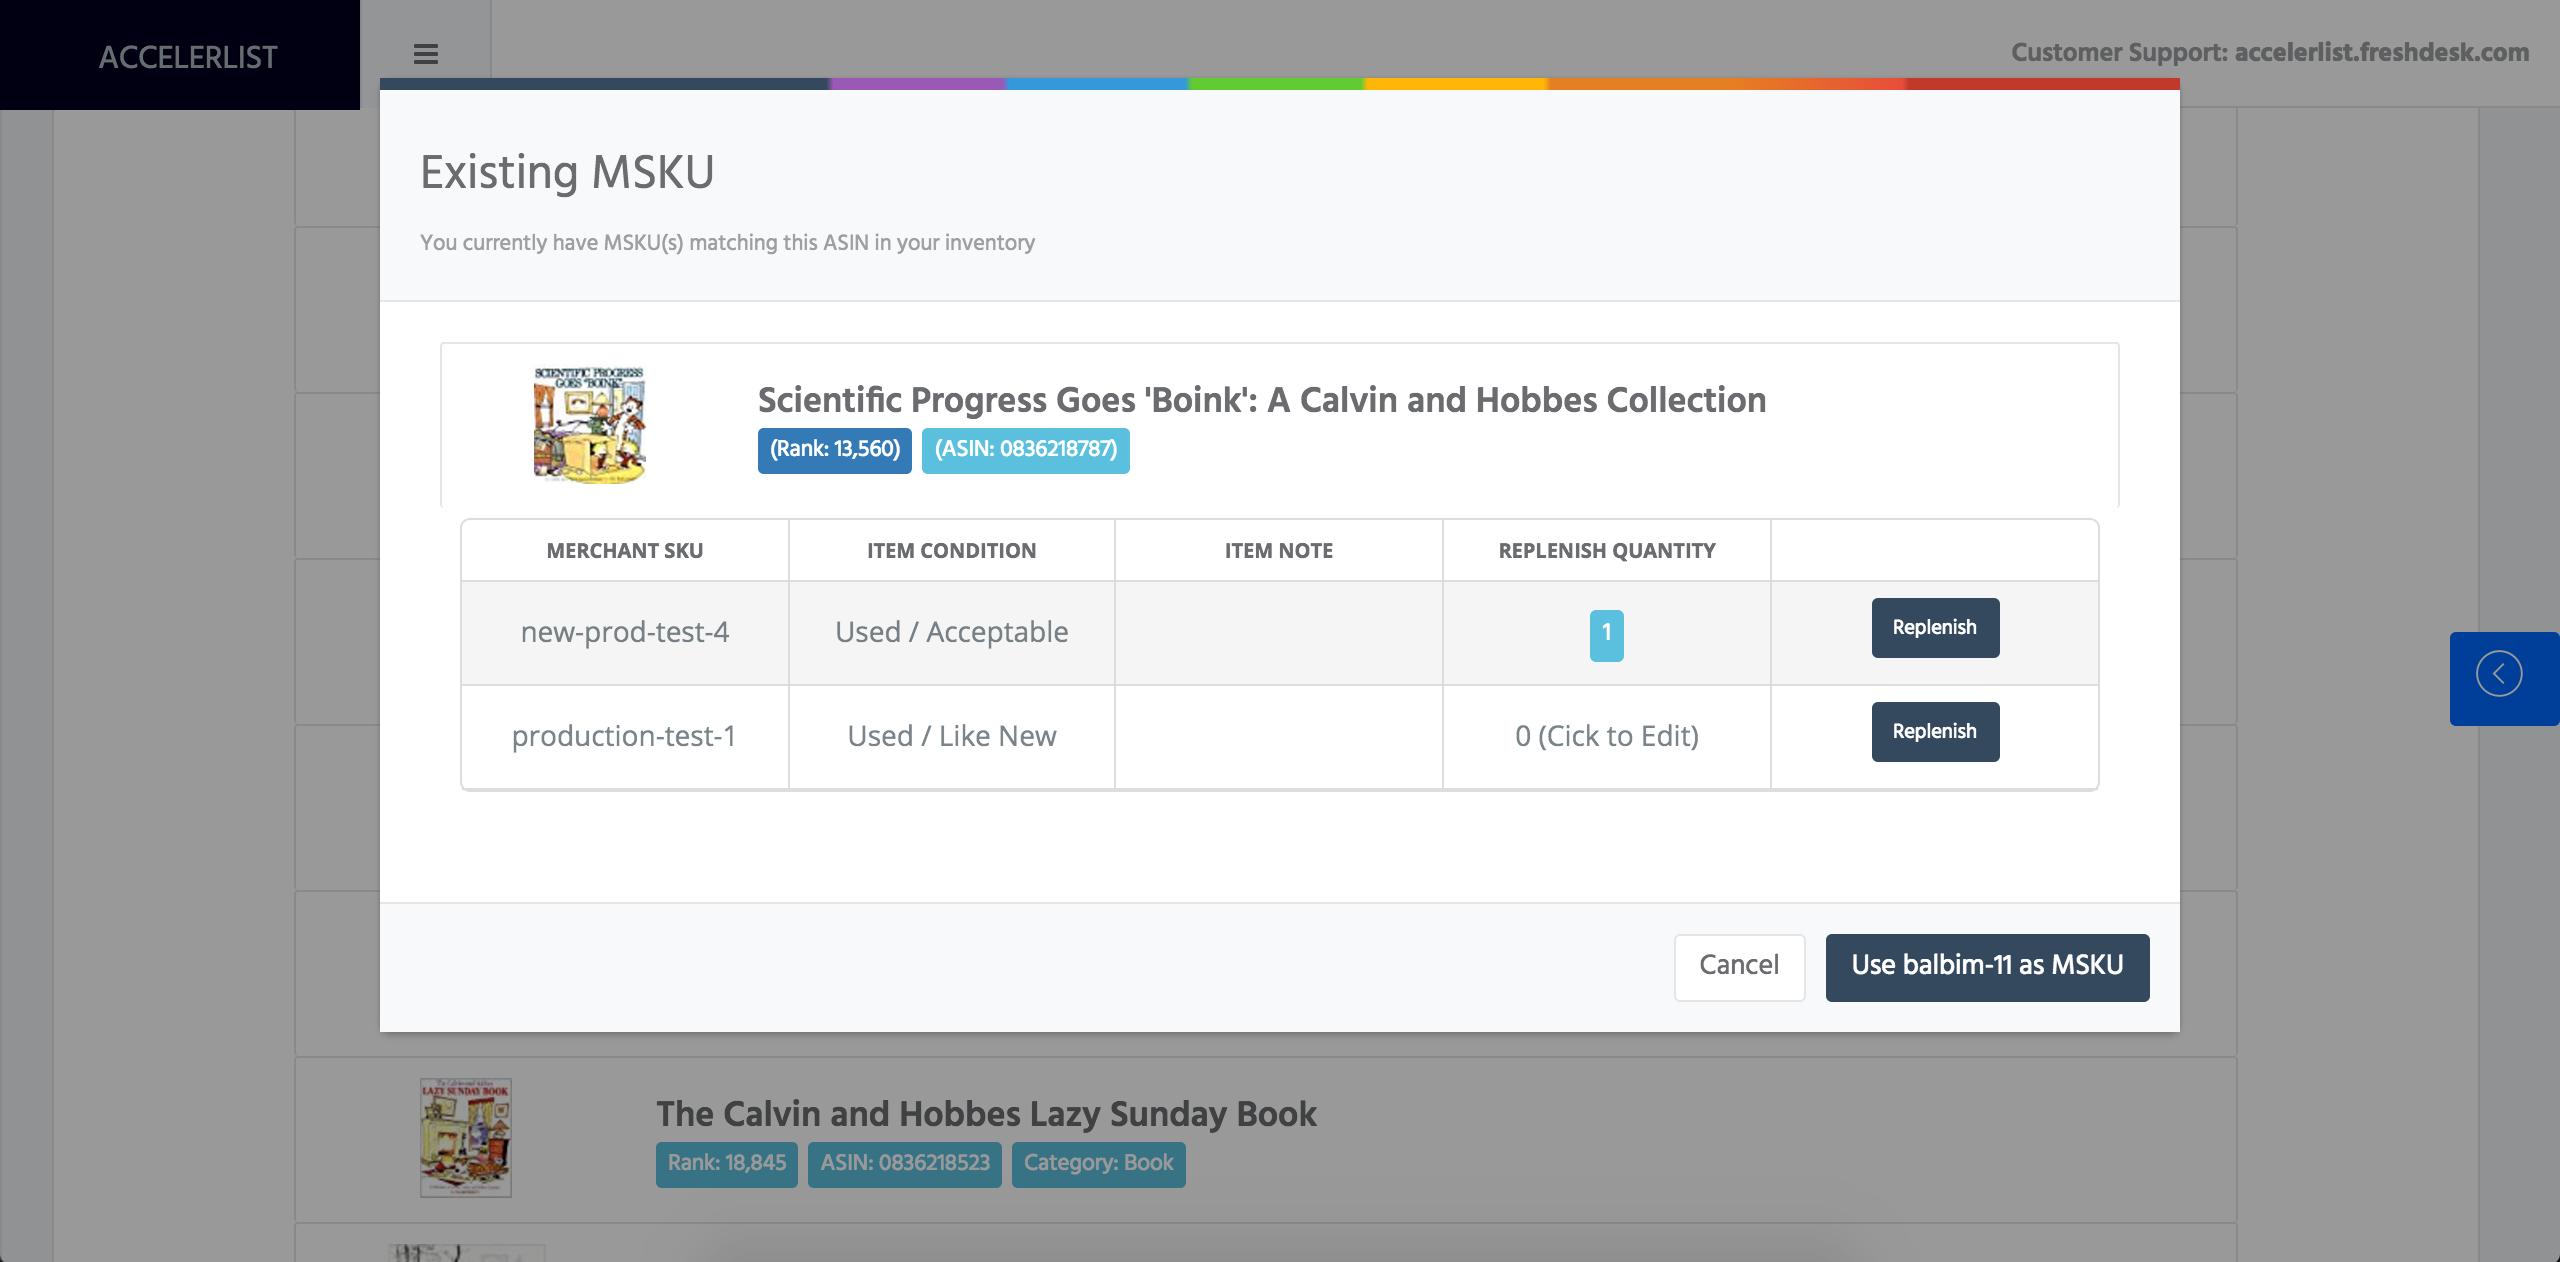 ACCELERLIST
Customer Support: accelerlist.freshdesk.com
Existing MSKU
You currently have MSKU(s) matching this ASIN in your inventory
SCIENTIFIC PROGRESS
GOES "BOINK"
Scientific Progress Goes 'Boink': A Calvin and Hobbes Collection
(Rank: 13,560) (ASIN: 0836218787)
MERCHANT SKU ITEM CONDITION ITEM NOTE REPLENISH QUANTITY
new-prod-test-4 Used / Acceptable 1 Replenish
production-test-1 Used / Like New 0 (Cick to Edit) Replenish
Cancel Use balbim-11 as MSKU
LAZY SUNDAY BOOK
The Calvin and Hobbes Lazy Sunday Book
Rank: 18,845 ASIN: 0836218523 Category: Book